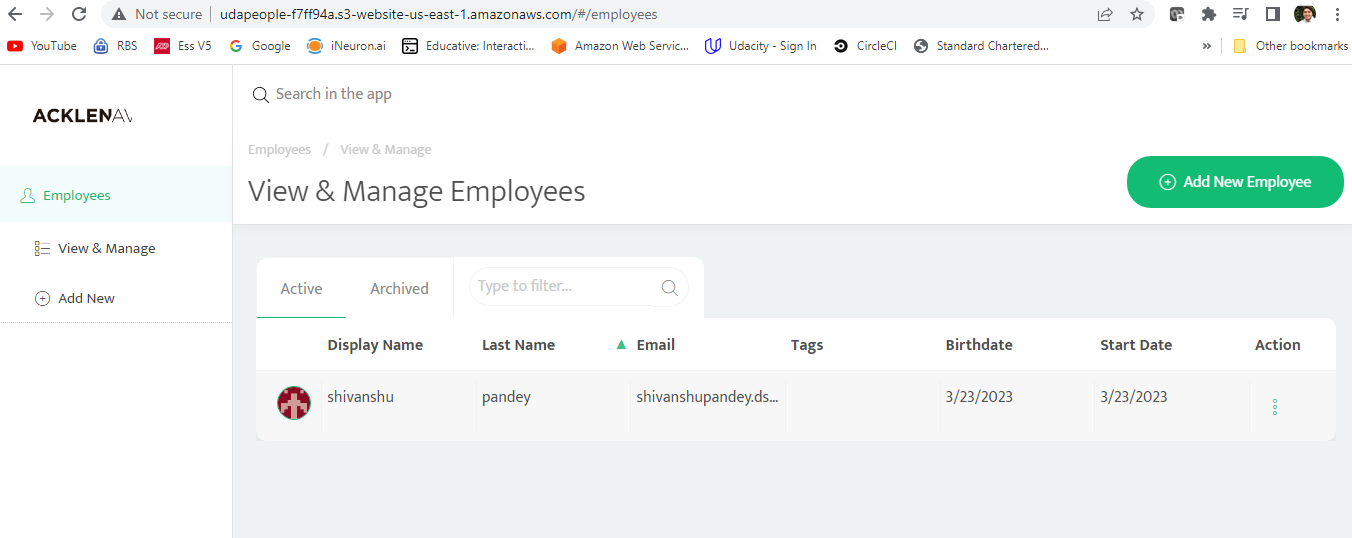 Not secure | udapeople-f7ff94a.s3-website-us-east-1.amazonaws.com/#/employees
YouTube RBS Ess V5 Google iNeuron.ai Educative: Interacti... Amazon Web Servic... Udacity - Sign In CircleCI Standard Chartered... » Other bookmarks
Search in the app
ACKLENAV
Employees / View & Manage
View & Manage Employees
Add New Employee
Employees
View & Manage
Add New
Active Archived Type to filter...
Display Name Last Name Email Tags Birthdate Start Date Action
shivanshu pandey shivanshupandey.ds... 3/23/2023 3/23/2023